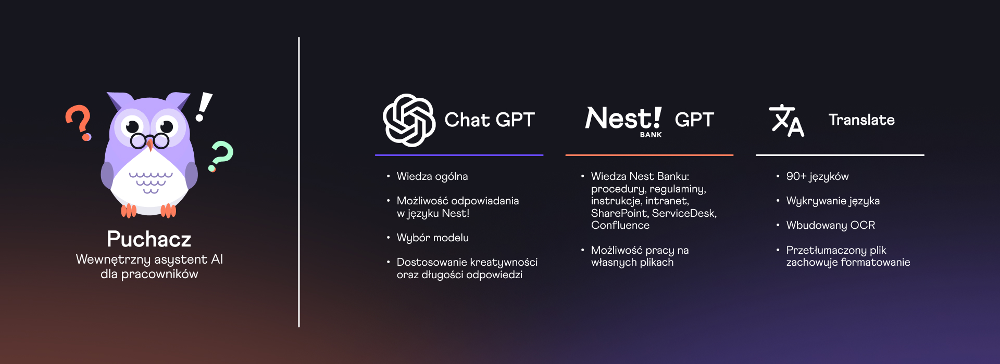 ? ! ?
Puchacz
Wewnętrzny asystent AI
dla pracowników
Chat GPT
• Wiedza ogólna
• Możliwość odpowiadania
w języku Nest!
• Wybór modelu
• Dostosowanie kreatywności
oraz długości odpowiedzi
Nest! GPT
BANK
• Wiedza Nest Banku:
procedury, regulaminy,
instrukcje, intranet,
SharePoint, ServiceDesk,
Confluence
• Możliwość pracy na
własnych plikach
文A Translate
• 90+ języków
• Wykrywanie języka
• Wbudowany OCR
• Przetłumaczony plik
zachowuje formatowanie